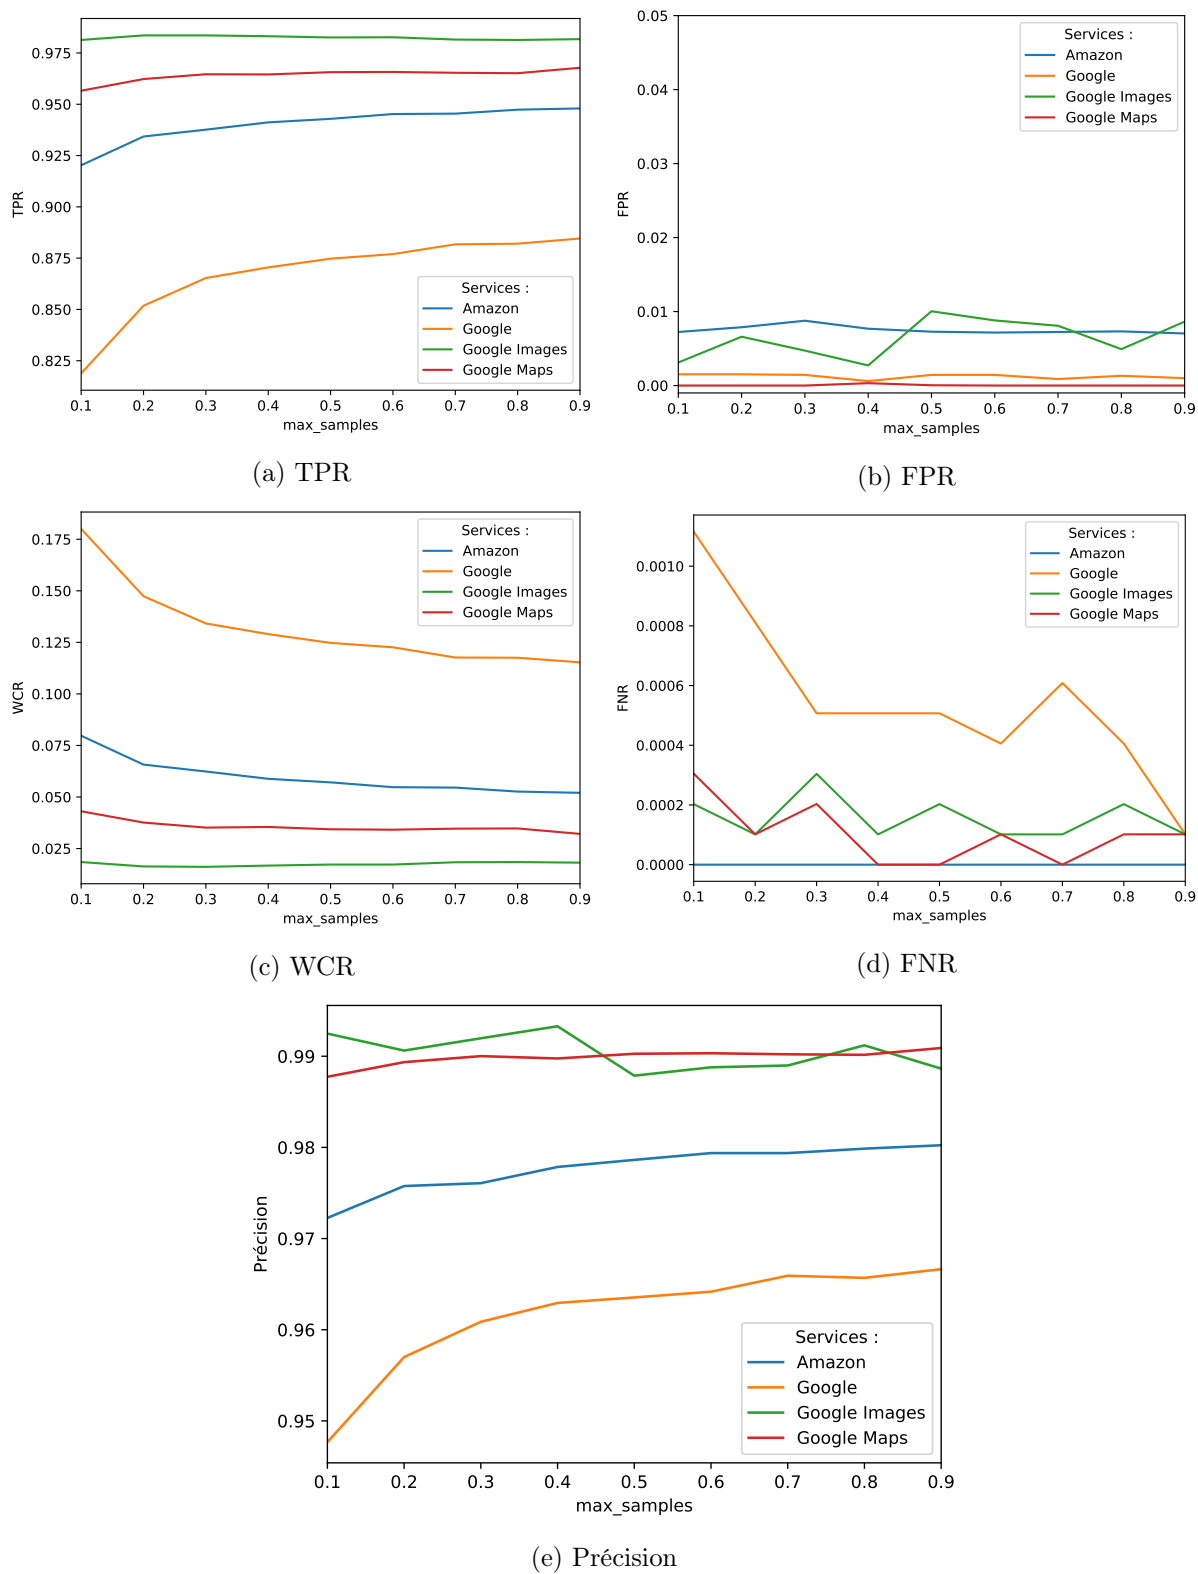 0.975
0.950
0.925
0.900
0.875
0.850
0.825
TPR
Services :
Amazon
Google
Google Images
Google Maps
0.1 0.2 0.3 0.4 0.5 0.6 0.7 0.8 0.9
max_samples
(a) TPR
0.05
0.04
0.03
0.02
0.01
0.00
FPR
Services :
Amazon
Google
Google Images
Google Maps
0.1 0.2 0.3 0.4 0.5 0.6 0.7 0.8 0.9
max_samples
(b) FPR
0.175
0.150
0.125
0.100
0.075
0.050
0.025
WCR
Services :
Amazon
Google
Google Images
Google Maps
0.1 0.2 0.3 0.4 0.5 0.6 0.7 0.8 0.9
max_samples
(c) WCR
0.0010
0.0008
0.0006
0.0004
0.0002
0.0000
FNR
Services :
Amazon
Google
Google Images
Google Maps
0.1 0.2 0.3 0.4 0.5 0.6 0.7 0.8 0.9
max_samples
(d) FNR
0.99
0.98
0.97
0.96
0.95
Précision
Services :
Amazon
Google
Google Images
Google Maps
0.1 0.2 0.3 0.4 0.5 0.6 0.7 0.8 0.9
max_samples
(e) Précision